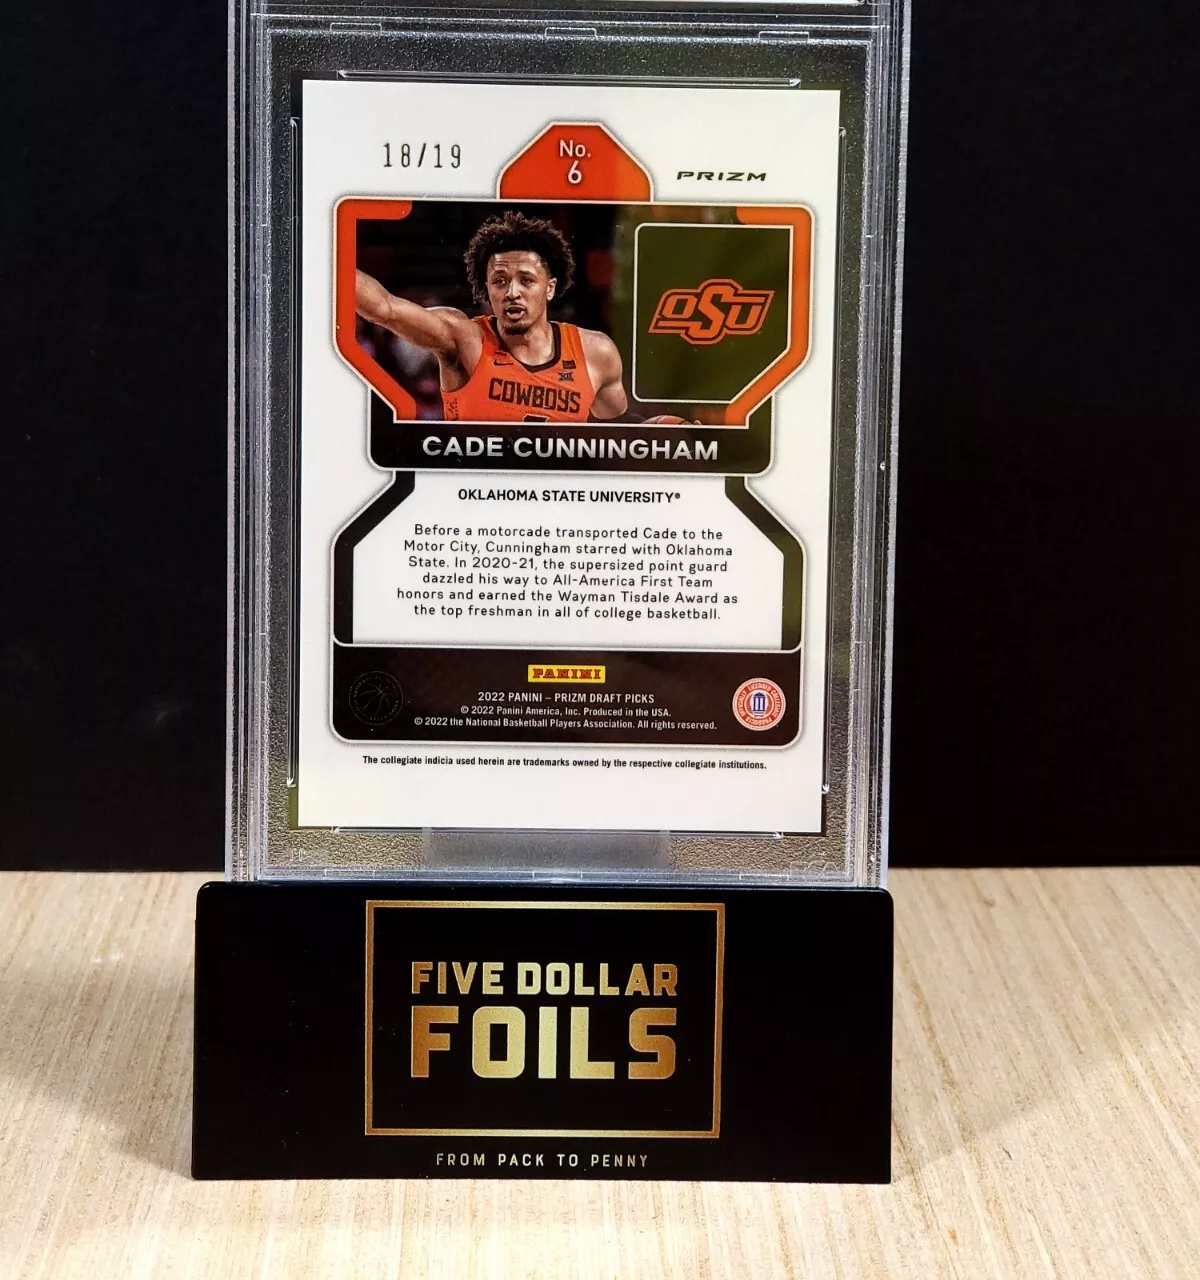 18/19
No.
6
PRIZM
OSU
COWBOYS
CADE CUNNINGHAM
OKLAHOMA STATE UNIVERSITY®
Before a motorcade transported Cade to the
Motor City, Cunningham starred with Oklahoma
State. In 2020-21, the supersized point guard
dazzled his way to All-America First Team
honors and earned the Wayman Tisdale Award as
the top freshman in all of college basketball.
PANINI
2022 PANINI – PRIZM DRAFT PICKS
© 2022 Panini America, Inc. Produced in the USA.
© 2022 the National Basketball Players Association. All rights reserved.
The collegiate indicia used herein are trademarks owned by the respective collegiate institutions.
FIVE DOLLAR
FOILS
FROM PACK TO PENNY